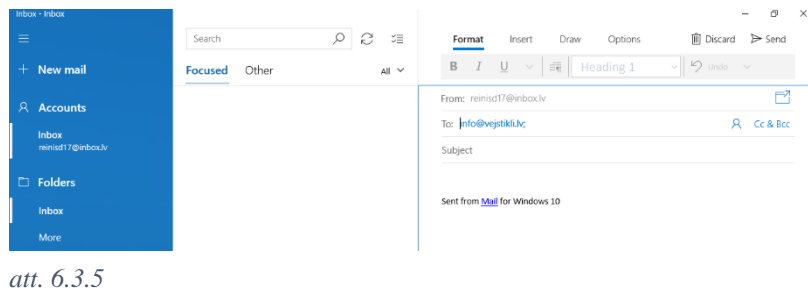 Inbox - Inbox
Search
Format Insert Draw Options Discard Send
+ New mail
Focused Other All
B I U Heading 1 Undo
Accounts
From: reinisd17@inbox.lv
Inbox
reinisd17@inbox.lv
To: info@vejstikli.lv; Cc & Bcc
Subject
Folders
Sent from Mail for Windows 10
Inbox
More
att. 6.3.5